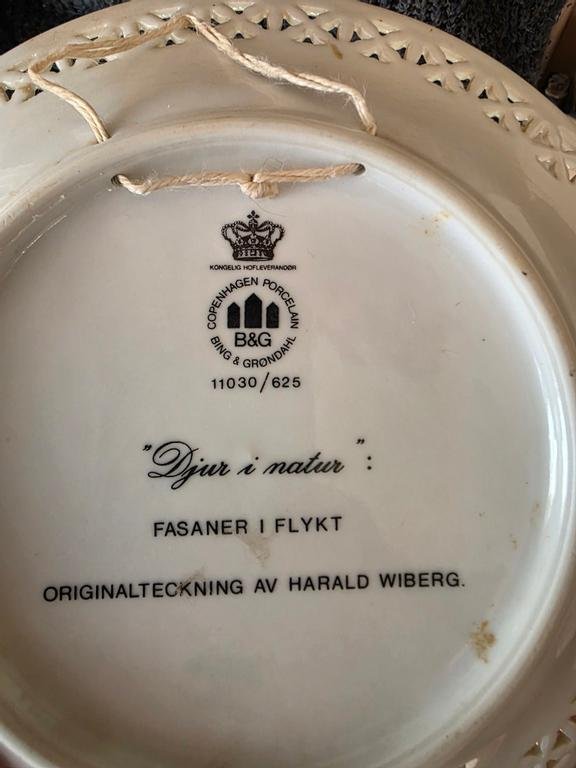 KONGELIG HOFLEVERANDØR
COPENHAGEN PORCELAIN
B&G
BING & GRØNDAHL
11030/625
"Djur i natur":
FASANER I FLYKT
ORIGINALTECKNING AV HARALD WIBERG.